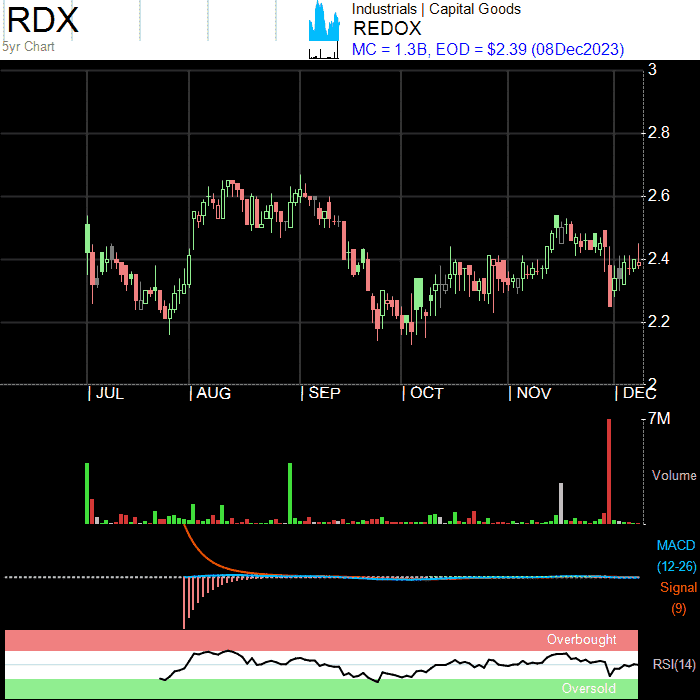 RDX
5yr Chart
Industrials | Capital Goods
REDOX
MC = 1.3B, EOD = $2.39 (08Dec2023)
3
2.8
2.6
2.4
2.2
2
| JUL | AUG | SEP | OCT | NOV | DEC
7M
Volume
MACD
(12-26)
Signal
(9)
Overbought
RSI(14)
Oversold